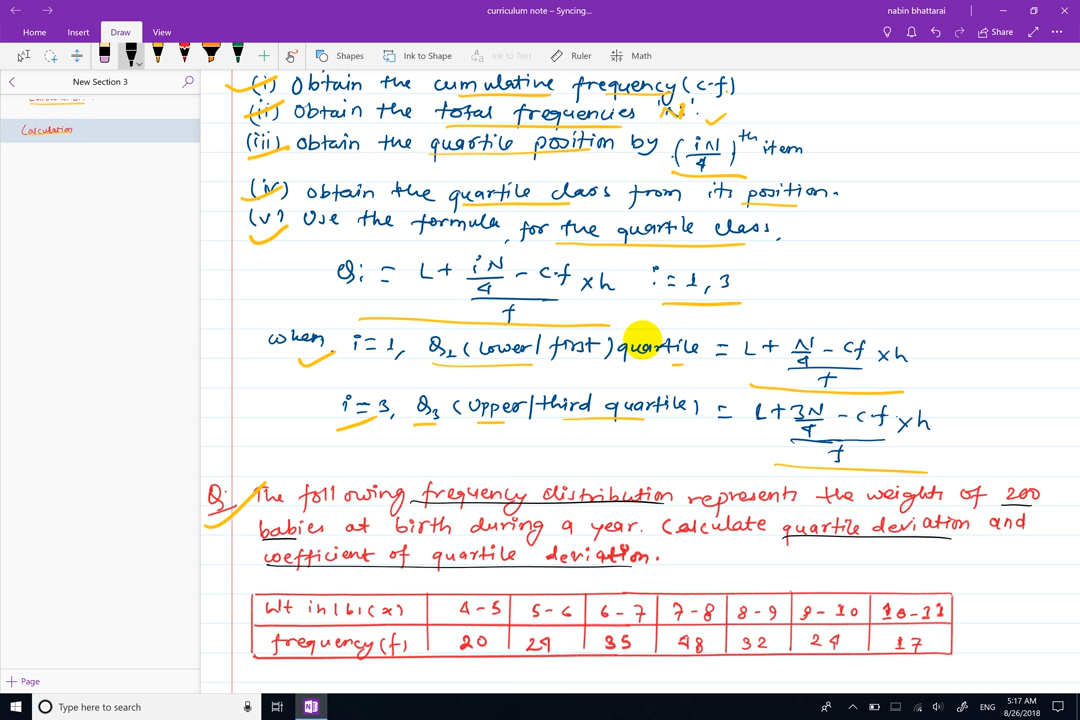 curriculum note – Syncing...
nabin bhattarai
Home Insert Draw View
Share
Shapes Ink to Shape Ink to Text Ruler Math
New Section 3
Calculation
(i) Obtain the cumulative frequency (c.f)
(ii) Obtain the total frequencies 'N'.
(iii) obtain the quartile position by (iN/4)th item
(iv) obtain the quartile class from its position.
(v) Use the formula, for the quartile class.
Qi = L + (iN/4 - c.f)/f × h i = 1, 3
when, i = 1, Q1 (lower/first) quartile = L + (N/4 - cf)/f × h
i = 3, Q3 (upper/third quartile) = L + (3N/4 - c.f.)/f × h
Q: The following frequency distribution represents the weights of 200
babies at birth during a year. Calculate quartile deviation and
coefficient of quartile deviation.
Wt in lbs (x) 4-5 5-6 6-7 7-8 8-9 9-10 10-11
frequency (f) 20 24 35 48 32 24 17
Page
Type here to search
ENG
5:17 AM
8/26/2018